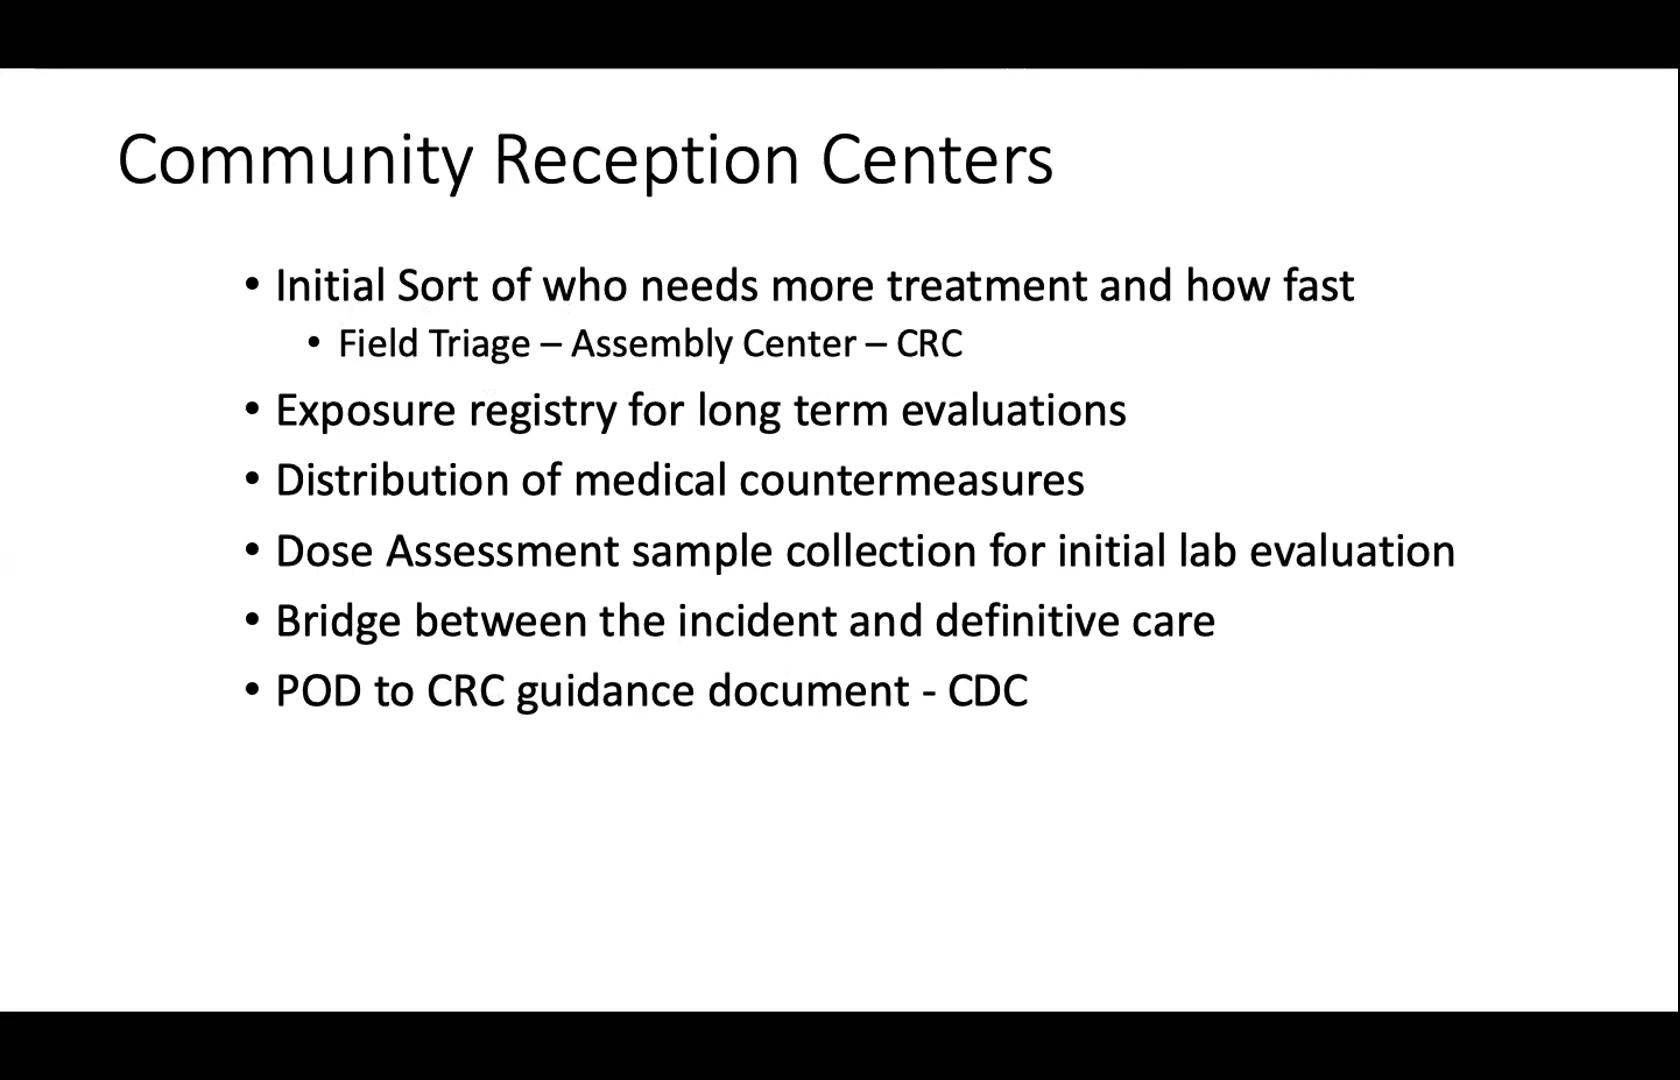 Community Reception Centers
• Initial Sort of who needs more treatment and how fast
• Field Triage – Assembly Center – CRC
• Exposure registry for long term evaluations
• Distribution of medical countermeasures
• Dose Assessment sample collection for initial lab evaluation
• Bridge between the incident and definitive care
• POD to CRC guidance document - CDC